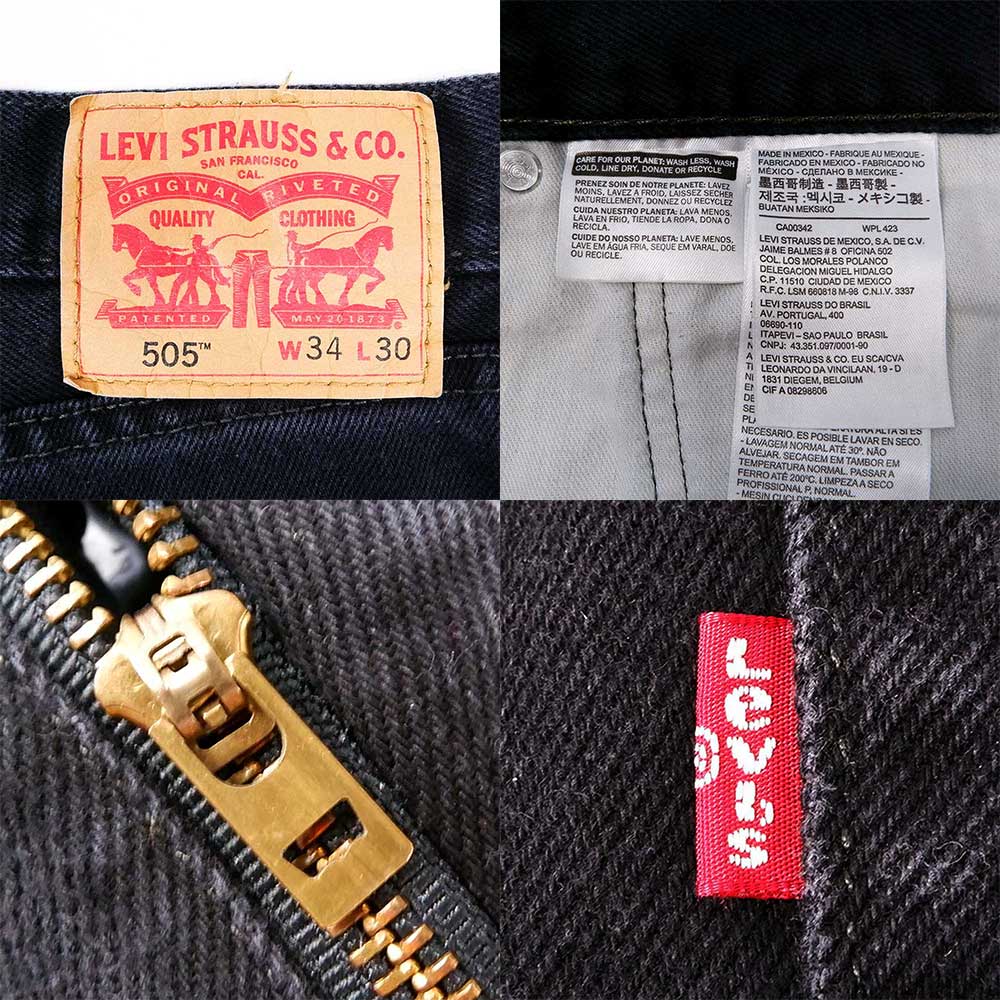 LEVI STRAUSS & CO.
SAN FRANCISCO
CAL.
ORIGINAL RIVETED
QUALITY CLOTHING
PATENTED MAY 20 1873 ®
505™ W 34 L 30
CARE FOR OUR PLANET: WASH LESS, WASH
COLD, LINE DRY, DONATE OR RECYCLE
PRENEZ SOIN DE NOTRE PLANETE: LAVEZ
MOINS, LAVEZ A FROID, LAISSEZ SECHER
NATURELLEMENT, DONNEZ OU RECYCLEZ
CUIDA NUESTRO PLANETA: LAVA MENOS,
LAVA EN FRIO, TIENDE LA ROPA, DONA O
RECICLA.
CUIDE DO NOSSO PLANETA: LAVE MENOS,
LAVE EM ÁGUA FRIA, SEQUE EM VARAL, DOE
OU RECICLE.
MADE IN MEXICO - FABRIQUE AU MEXIQUE -
FABRICADO EN MEXICO - FABRICADO NO
MEXICO - СДЕЛАНО В МЕКСИКЕ -
墨西哥制造 - 墨西哥製 -
제조국 :멕시코 - メキシコ製 -
BUATAN MEKSIKO
CA00342 WPL 423
LEVI STRAUSS DE MEXICO, S.A. DE C.V.
JAIME BALMES # 8 OFICINA 502
COL. LOS MORALES POLANCO
DELEGACION MIGUEL HIDALGO
C.P. 11510 CIUDAD DE MEXICO
R.F.C. LSM 660818 M-98 C.N.I.V. 3337
LEVI STRAUSS DO BRASIL
AV. PORTUGAL, 400
06690-110
ITAPEVI - SAO PAULO BRASIL
CNPJ: 43.351.097/0001-90
LEVI STRAUSS & CO. EU SCA/CVA
LEONARDO DA VINCILAAN, 19 - D
1831 DIEGEM, BELGIUM
CIF A 08298806
ALTA SI ES
NECESARIO. ES POSIBLE LAVAR EN SECO.
- LAVAGEM NORMAL ATÉ 30º. NÃO
ALVEJAR. SECAGEM EM TAMBOR EM
TEMPERATURA NORMAL. PASSAR A
FERRO ATÉ 200ºC. LIMPEZA A SECO
PROFISSIONAL P, NORMAL.
LEVI'S
®